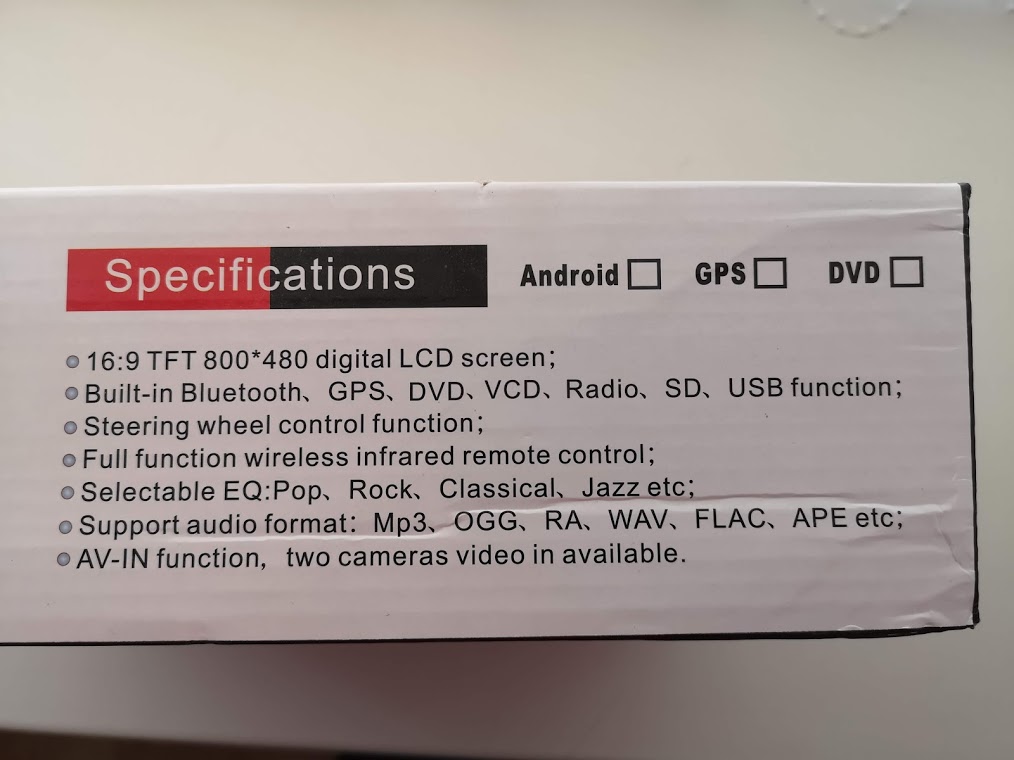 Specifications Android □ GPS □ DVD □
16:9 TFT 800*480 digital LCD screen;
Built-in Bluetooth、GPS、DVD、VCD、Radio、SD、USB function;
Steering wheel control function;
Full function wireless infrared remote control;
Selectable EQ:Pop、Rock、Classical、Jazz etc;
Support audio format: Mp3、OGG、RA、WAV、FLAC、APE etc;
AV-IN function, two cameras video in available.